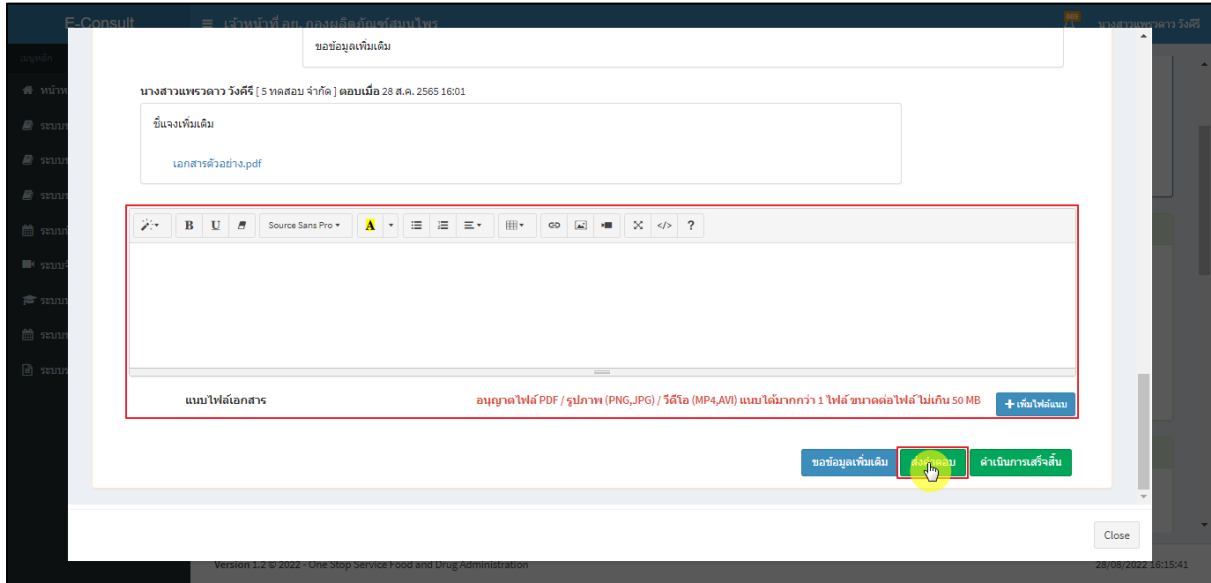 E-Consult
เจ้าหน้าที่ อย. กองผลิตภัณฑ์สมุนไพร
นางสาวแพรวดาว วังคีรี
เมนูหลัก
ขอข้อมูลเพิ่มเติม
นางสาวแพรวดาว วังคีรี [ 5 ทดสอบ จำกัด ] ตอบเมื่อ 28 ส.ค. 2565 16:01
ชี้แจงเพิ่มเติม
เอกสารตัวอย่าง.pdf
B U Source Sans Pro A </> ?
แนบไฟล์เอกสาร
อนุญาตไฟล์ PDF / รูปภาพ (PNG,JPG) / วีดีโอ (MP4,AVI) แนบได้มากกว่า 1 ไฟล์ ขนาดต่อไฟล์ ไม่เกิน 50 MB
+ เพิ่มไฟล์แนบ
ขอข้อมูลเพิ่มเติม
ส่งคำตอบ
ดำเนินการเสร็จสิ้น
Close
Version 1.2 © 2022 - One Stop Service Food and Drug Administration
28/08/2022 16:15:41